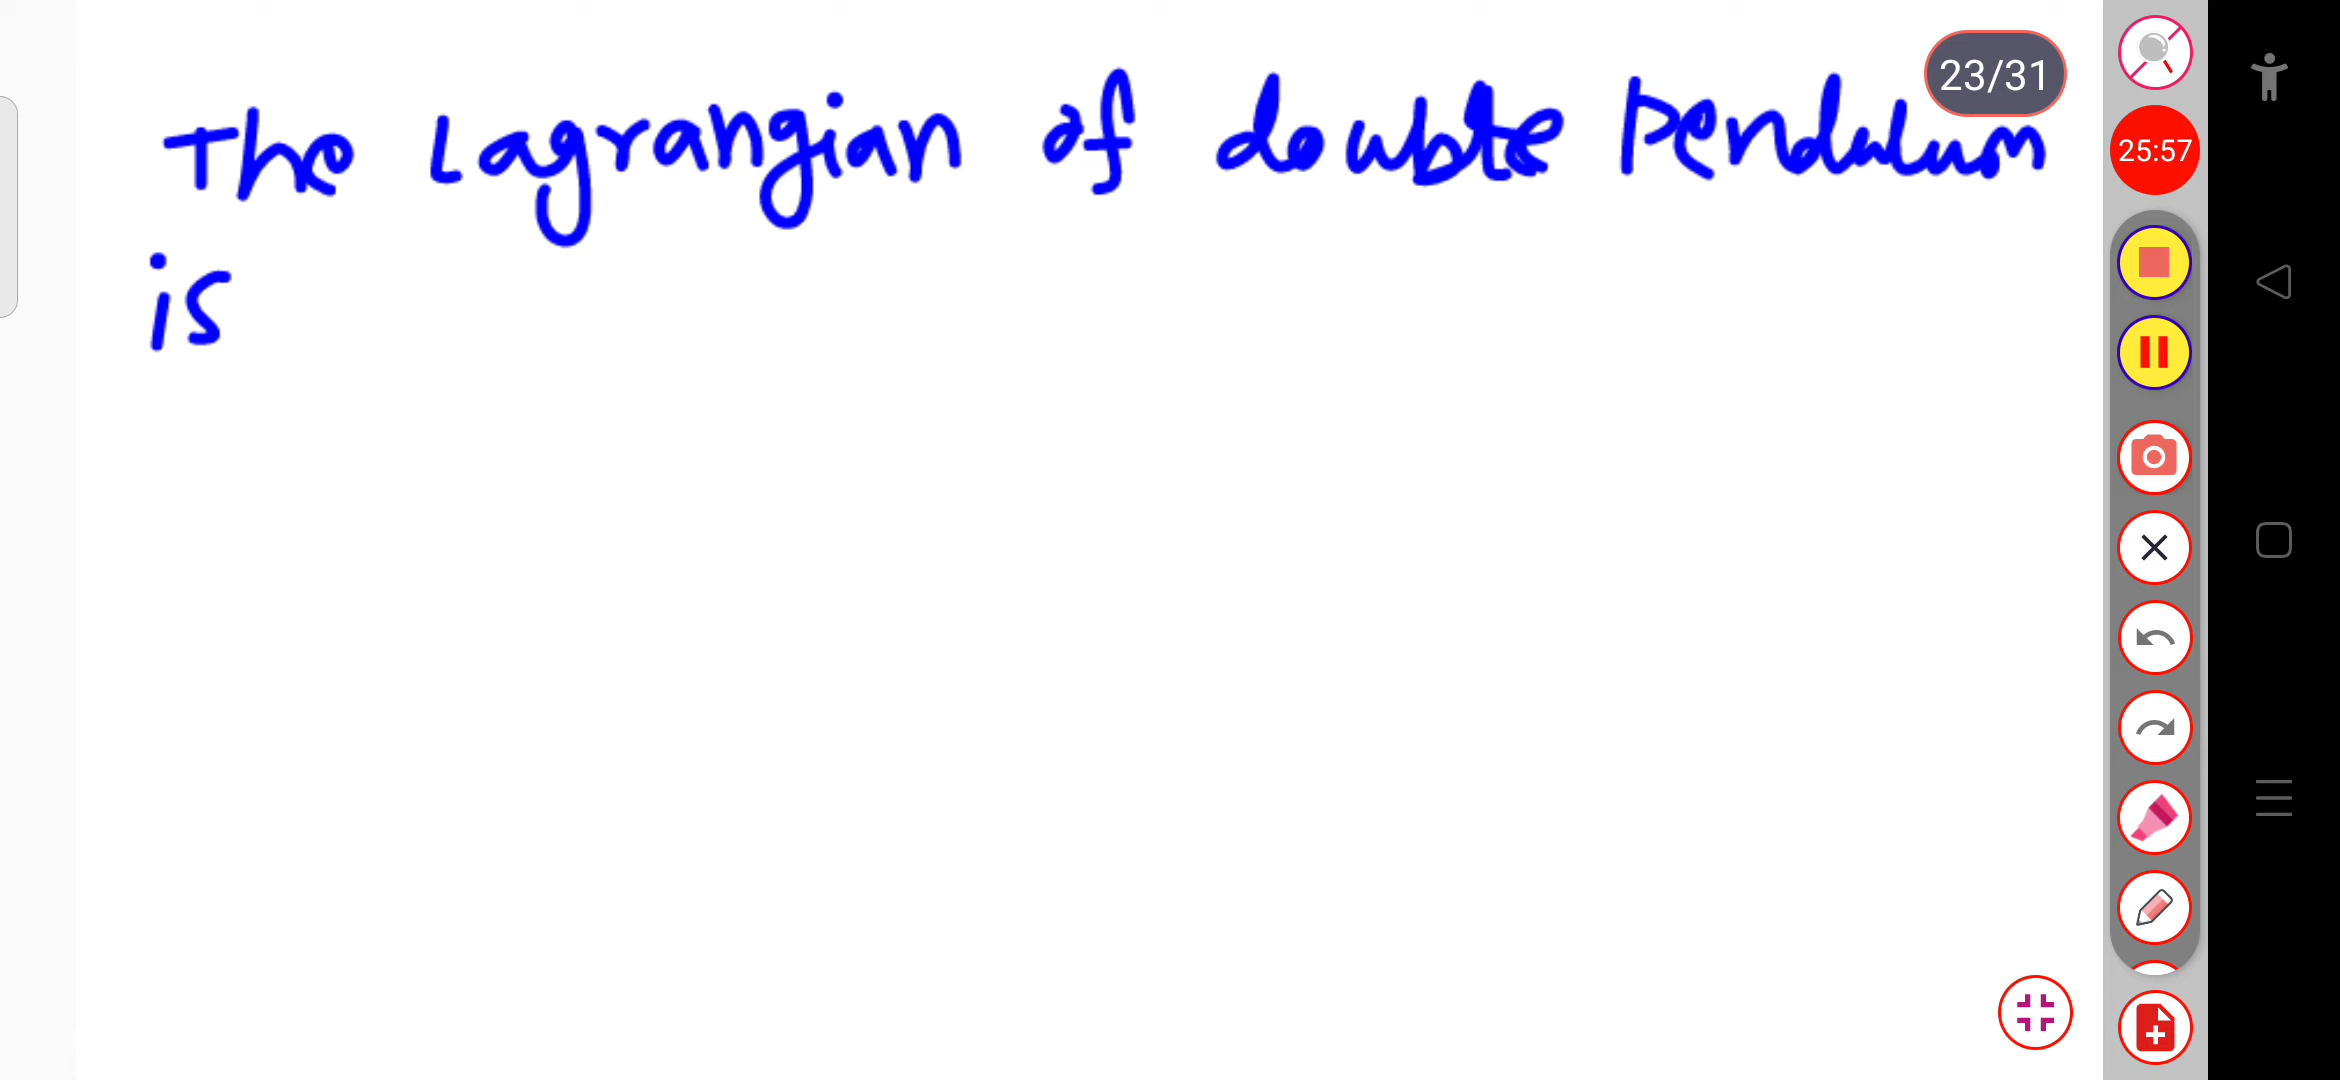 The Lagrangian of double Pendulum
is
23/31
25:57